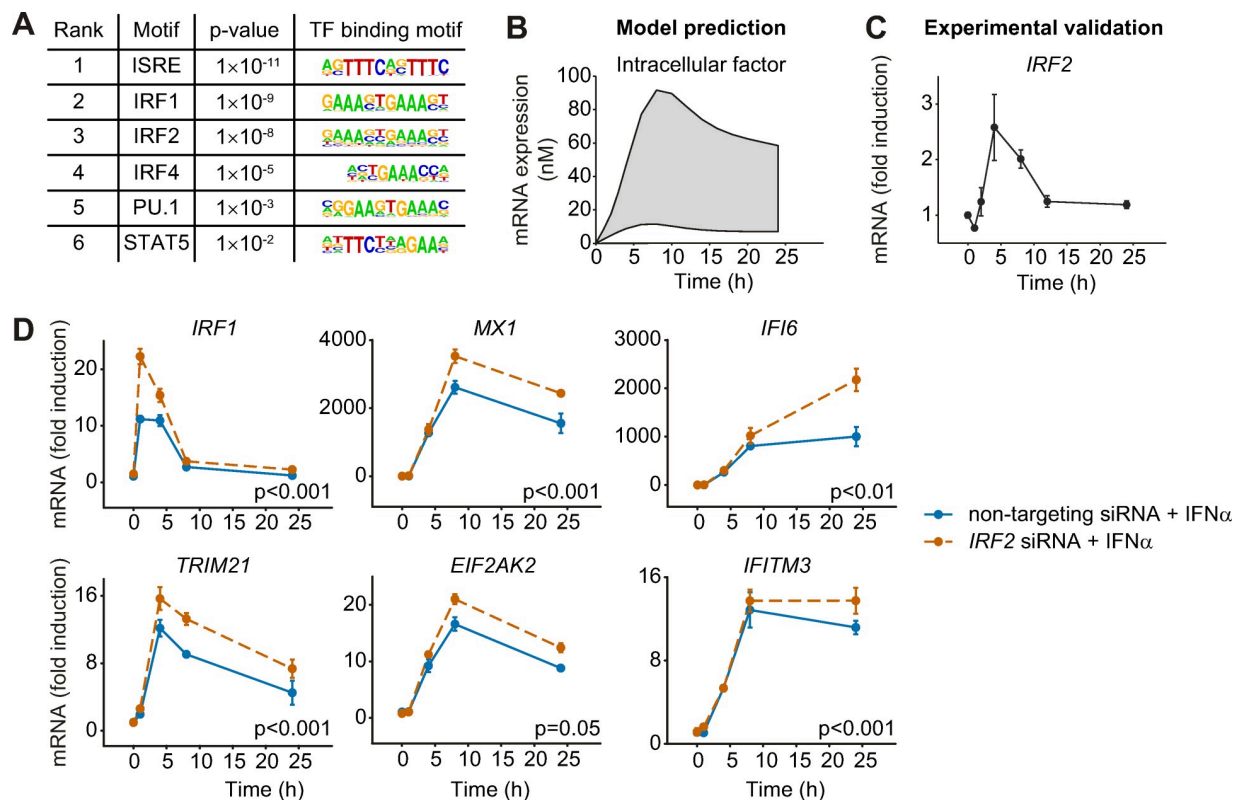 A
Rank Motif p-value TF binding motif
1 ISRE 1×10⁻¹¹ AGTTTCAGTTTC
2 IRF1 1×10⁻⁹ GAAAGTGAAAGT
3 IRF2 1×10⁻⁸ GAAAGTGAAAGT
4 IRF4 1×10⁻⁵ ACTGAAACCA
5 PU.1 1×10⁻³ CGGAAGTGAAAC
6 STAT5 1×10⁻²
B Model prediction
Intracellular factor
mRNA expression
(nM)
100
80
60
40
20
0
0 5 10 15 20 25
Time (h)
C Experimental validation
IRF2
mRNA (fold induction)
3
2
1
0 5 10 15 20 25
Time (h)
D
IRF1
mRNA (fold induction)
20
10
0
p<0.001
0 5 10 15 20 25
MX1
4000
2000
0
p<0.001
0 5 10 15 20 25
IFI6
3000
2000
1000
0
p<0.01
0 5 10 15 20 25
non-targeting siRNA + IFNα
IRF2 siRNA + IFNα
TRIM21
mRNA (fold induction)
16
8
0
p<0.001
0 5 10 15 20 25
Time (h)
EIF2AK2
20
10
0
p=0.05
0 5 10 15 20 25
Time (h)
IFITM3
16
8
0
p<0.001
0 5 10 15 20 25
Time (h)